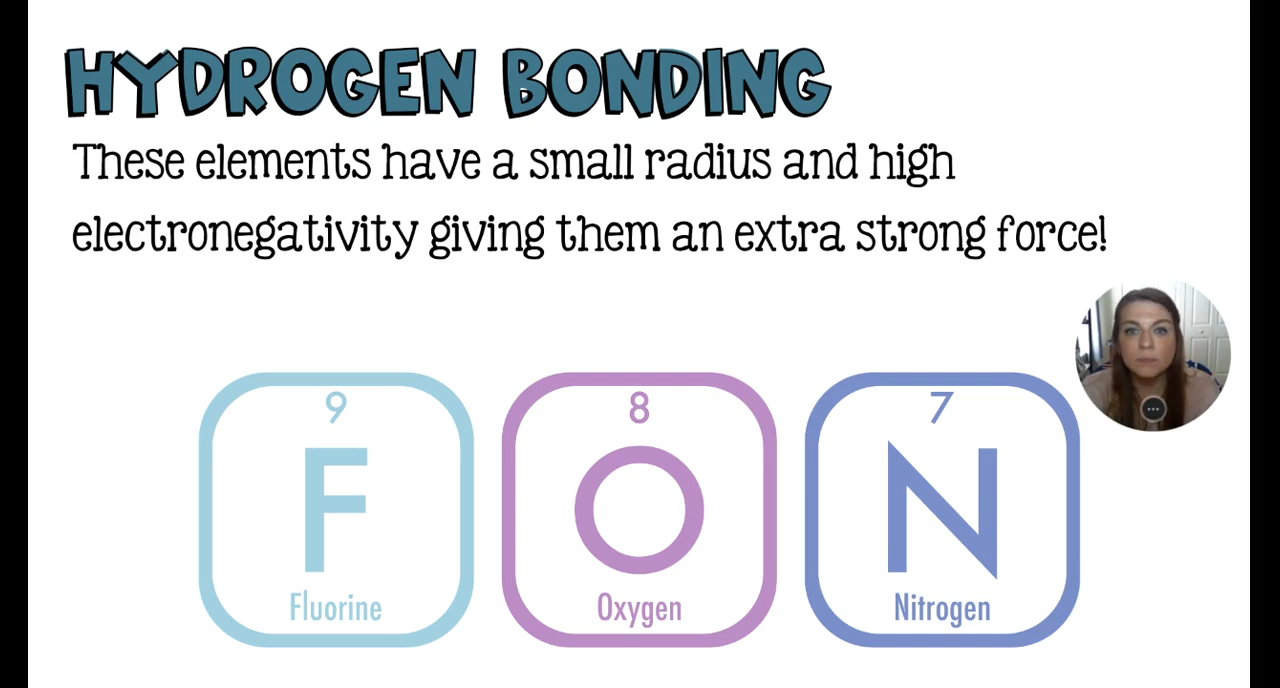 HYDROGEN BONDING
These elements have a small radius and high
electronegativity giving them an extra strong force!
9
F
Fluorine
8
O
Oxygen
7
N
Nitrogen